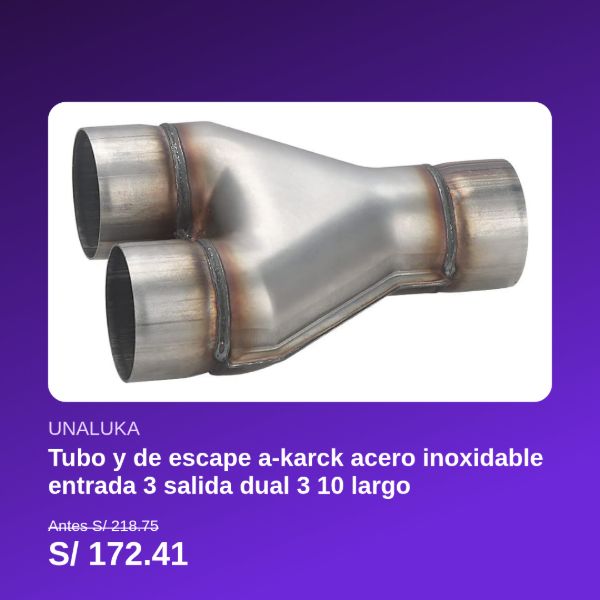 UNALUKA
Tubo y de escape a-karck acero inoxidable
entrada 3 salida dual 3 10 largo
Antes S/ 218.75
S/ 172.41